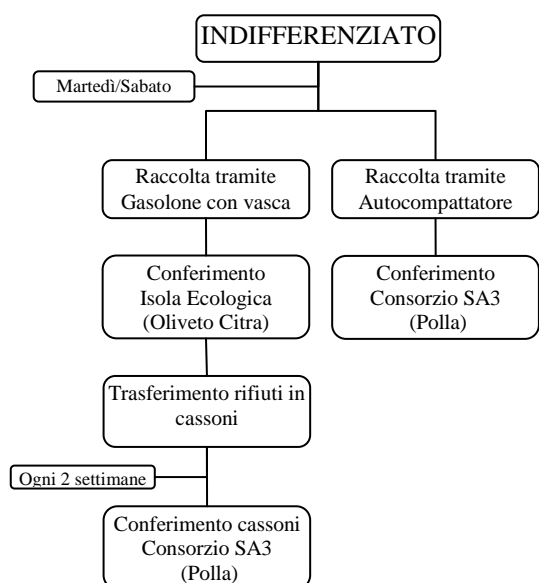 INDIFFERENZIATO
Martedì/Sabato
Raccolta tramite
Gasolone con vasca
Raccolta tramite
Autocompattatore
Conferimento
Isola Ecologica
(Oliveto Citra)
Conferimento
Consorzio SA3
(Polla)
Trasferimento rifiuti in
cassoni
Ogni 2 settimane
Conferimento cassoni
Consorzio SA3
(Polla)